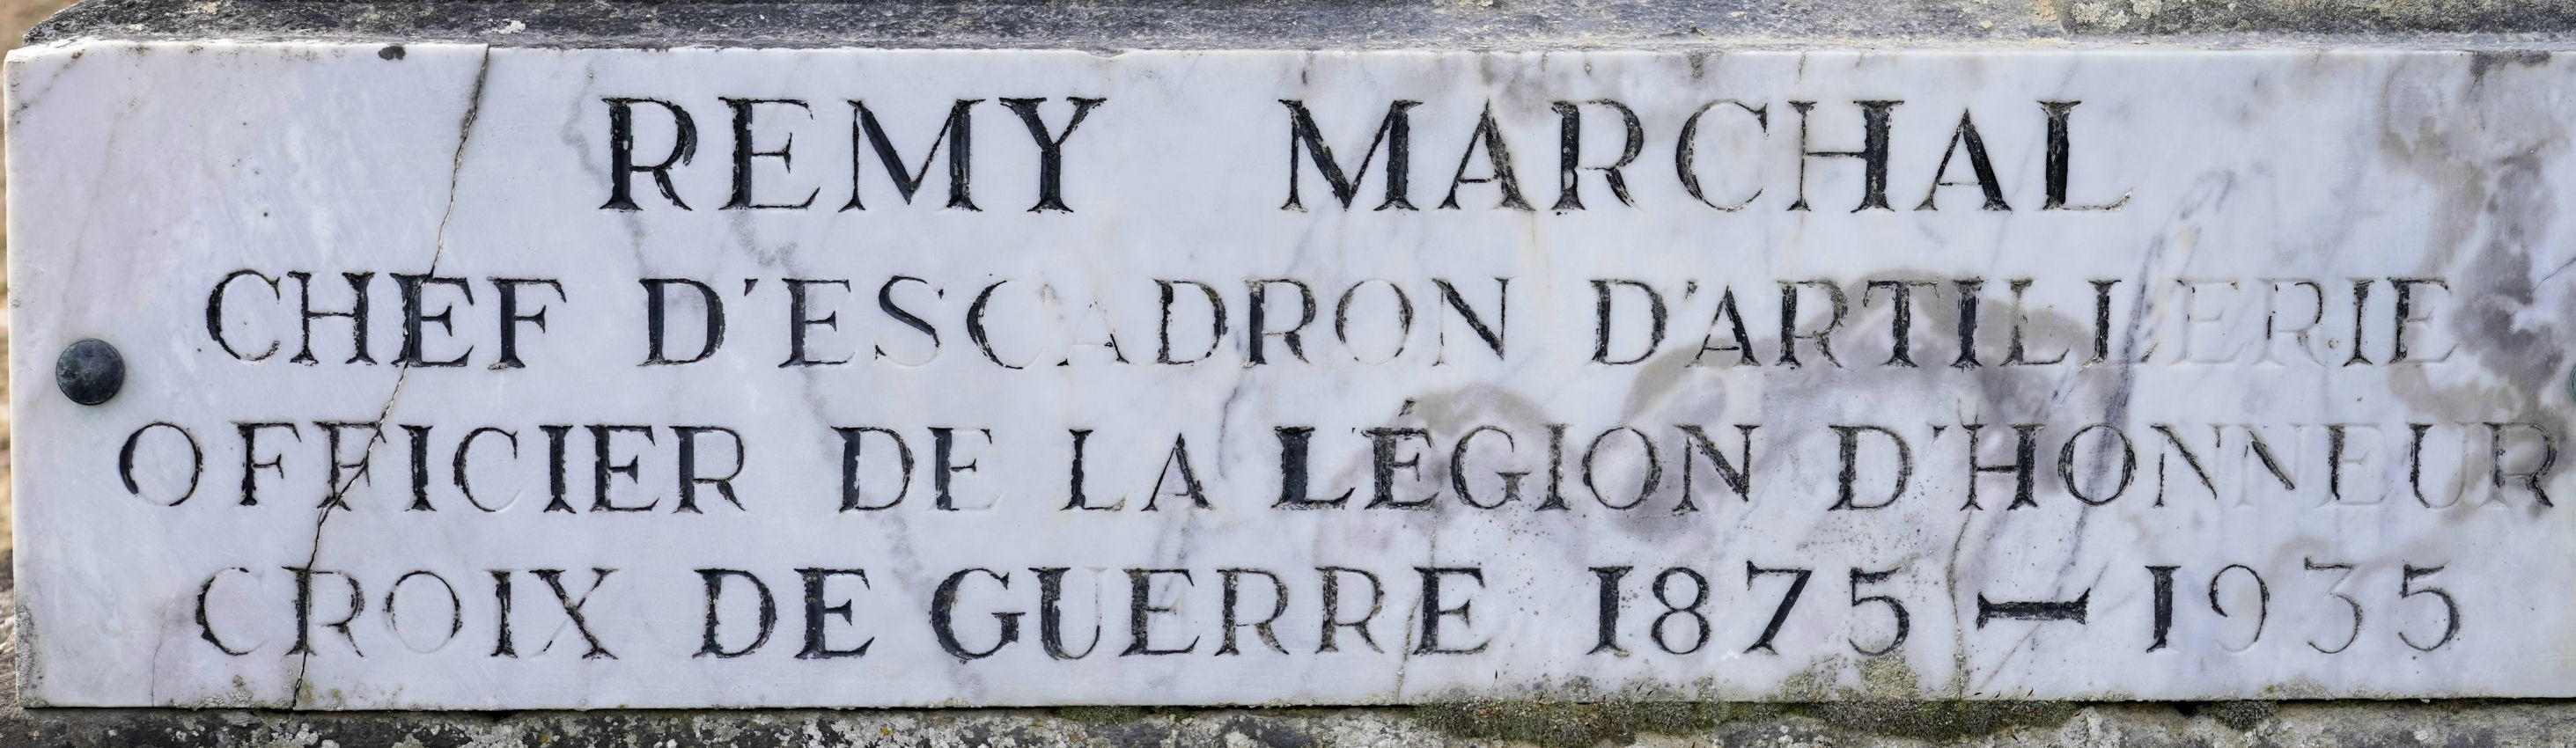 REMY MARCHAL
CHEF D'ESCADRON D'ARTILLERIE
OFFICIER DE LA LÉGION D'HONNEUR
CROIX DE GUERRE 1875 - 1935